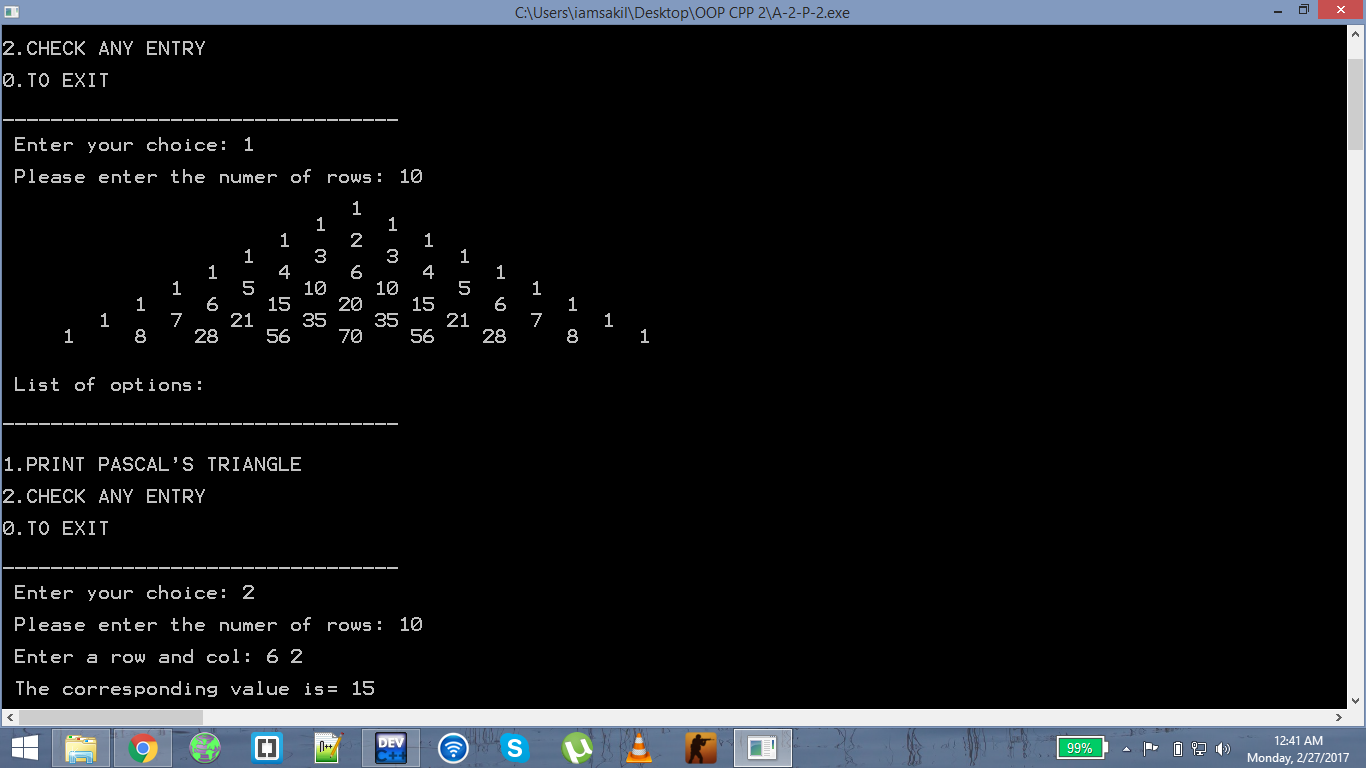 C:\Users\iamsakil\Desktop\OOP CPP 2\A-2-P-2.exe
2.CHECK ANY ENTRY
0.TO EXIT
_________________________________
Enter your choice: 1
Please enter the numer of rows: 10
1
1 1
1 2 1
1 3 3 1
1 4 6 4 1
1 5 10 10 5 1
1 6 15 20 15 6 1
1 7 21 35 35 21 7 1
1 8 28 56 70 56 28 8 1
List of options:
_________________________________
1.PRINT PASCAL'S TRIANGLE
2.CHECK ANY ENTRY
0.TO EXIT
_________________________________
Enter your choice: 2
Please enter the numer of rows: 10
Enter a row and col: 6 2
The corresponding value is= 15
N++
DEV
C++
99%
12:41 AM
Monday, 2/27/2017